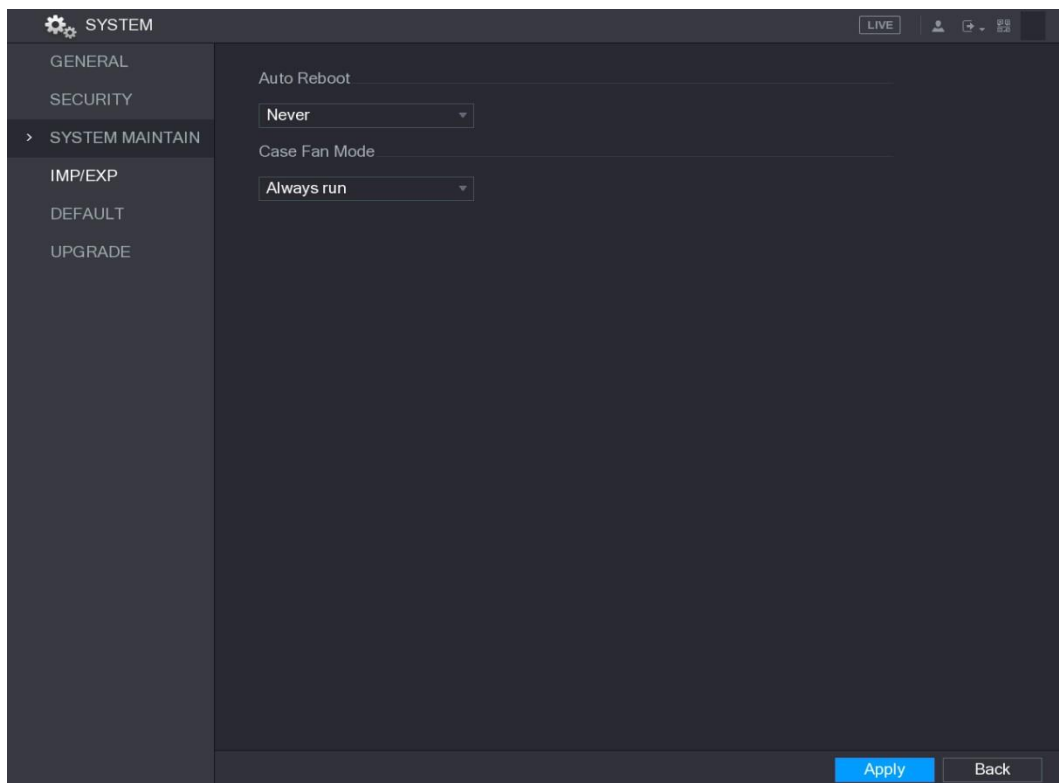 SYSTEM
LIVE
GENERAL
SECURITY
> SYSTEM MAINTAIN
IMP/EXP
DEFAULT
UPGRADE
Auto Reboot
Never
Case Fan Mode
Always run
Apply
Back